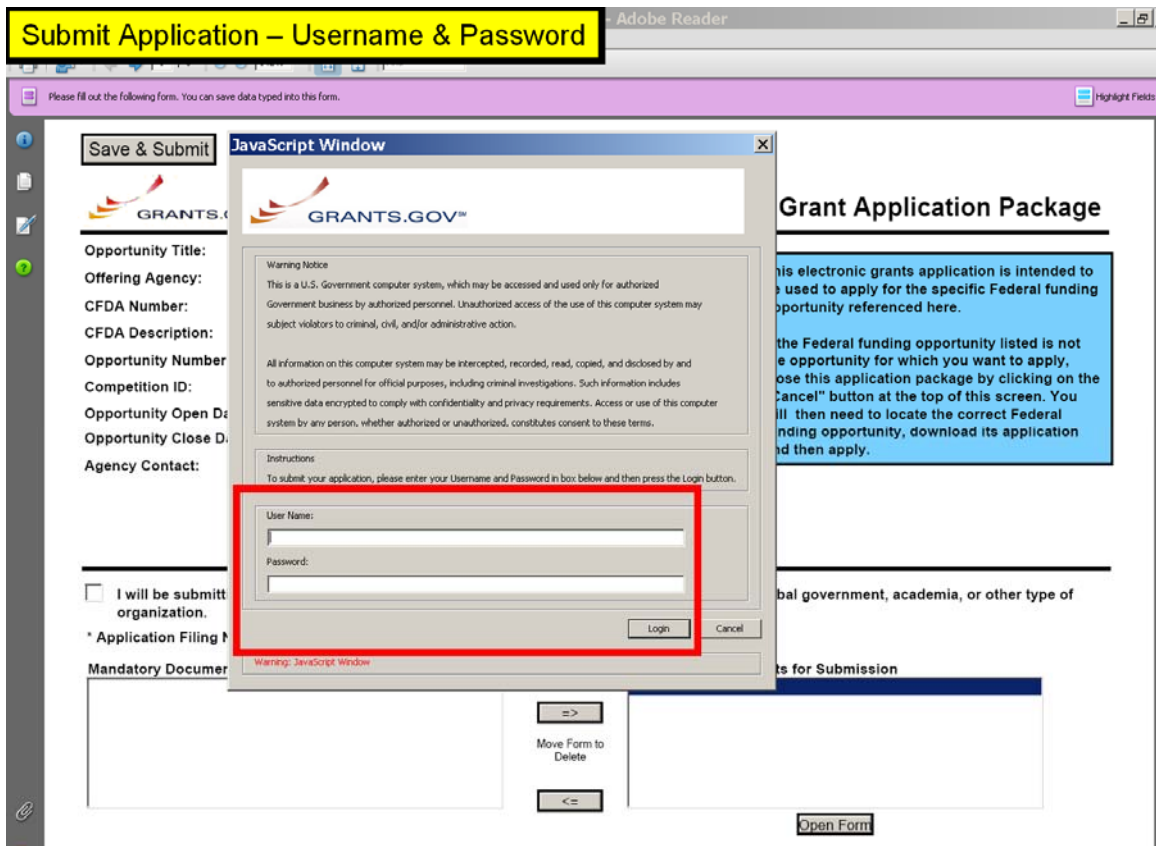 Submit Application – Username & Password
- Adobe Reader
Please fill out the following form. You can save data typed into this form.
Highlight Fields
Save & Submit
JavaScript Window
GRANTS.
GRANTS.GOV℠
Grant Application Package
Opportunity Title:
Offering Agency:
CFDA Number:
CFDA Description:
Opportunity Number
Competition ID:
Opportunity Open Da
Opportunity Close D
Agency Contact:
Warning Notice
This is a U.S. Government computer system, which may be accessed and used only for authorized
Government business by authorized personnel. Unauthorized access of the use of this computer system may
subject violators to criminal, civil, and/or administrative action.
All information on this computer system may be intercepted, recorded, read, copied, and disclosed by and
to authorized personnel for official purposes, including criminal investigations. Such information includes
sensitive data encrypted to comply with confidentiality and privacy requirements. Access or use of this computer
system by any person, whether authorized or unauthorized, constitutes consent to these terms.
Instructions
To submit your application, please enter your Username and Password in box below and then press the Login button.
User Name:
Password:
Login
Cancel
Warning: JavaScript Window
his electronic grants application is intended to
e used to apply for the specific Federal funding
pportunity referenced here.
the Federal funding opportunity listed is not
e opportunity for which you want to apply,
ose this application package by clicking on the
Cancel" button at the top of this screen. You
ill then need to locate the correct Federal
nding opportunity, download its application
nd then apply.
I will be submitt
bal government, academia, or other type of
organization.
* Application Filing N
Mandatory Documen
ts for Submission
=>
Move Form to
Delete
<=
Open Form